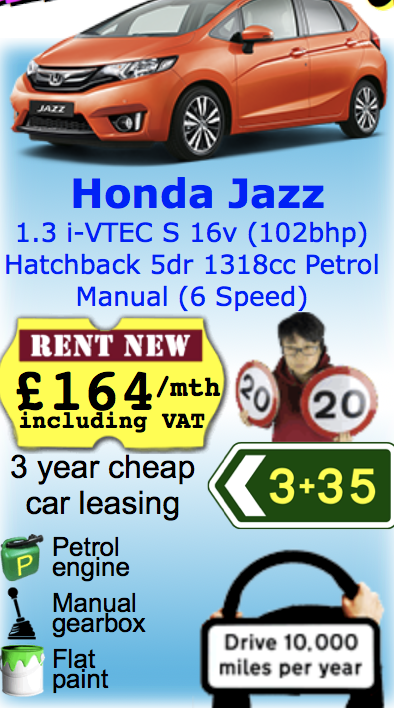 JAZZ
Honda Jazz
1.3 i-VTEC S 16v (102bhp)
Hatchback 5dr 1318cc Petrol
Manual (6 Speed)
RENT NEW
£164/mth
including VAT
20
20
3 year cheap
car leasing
3+35
P
Petrol
engine
Manual
gearbox
Flat
paint
Drive 10,000
miles per year